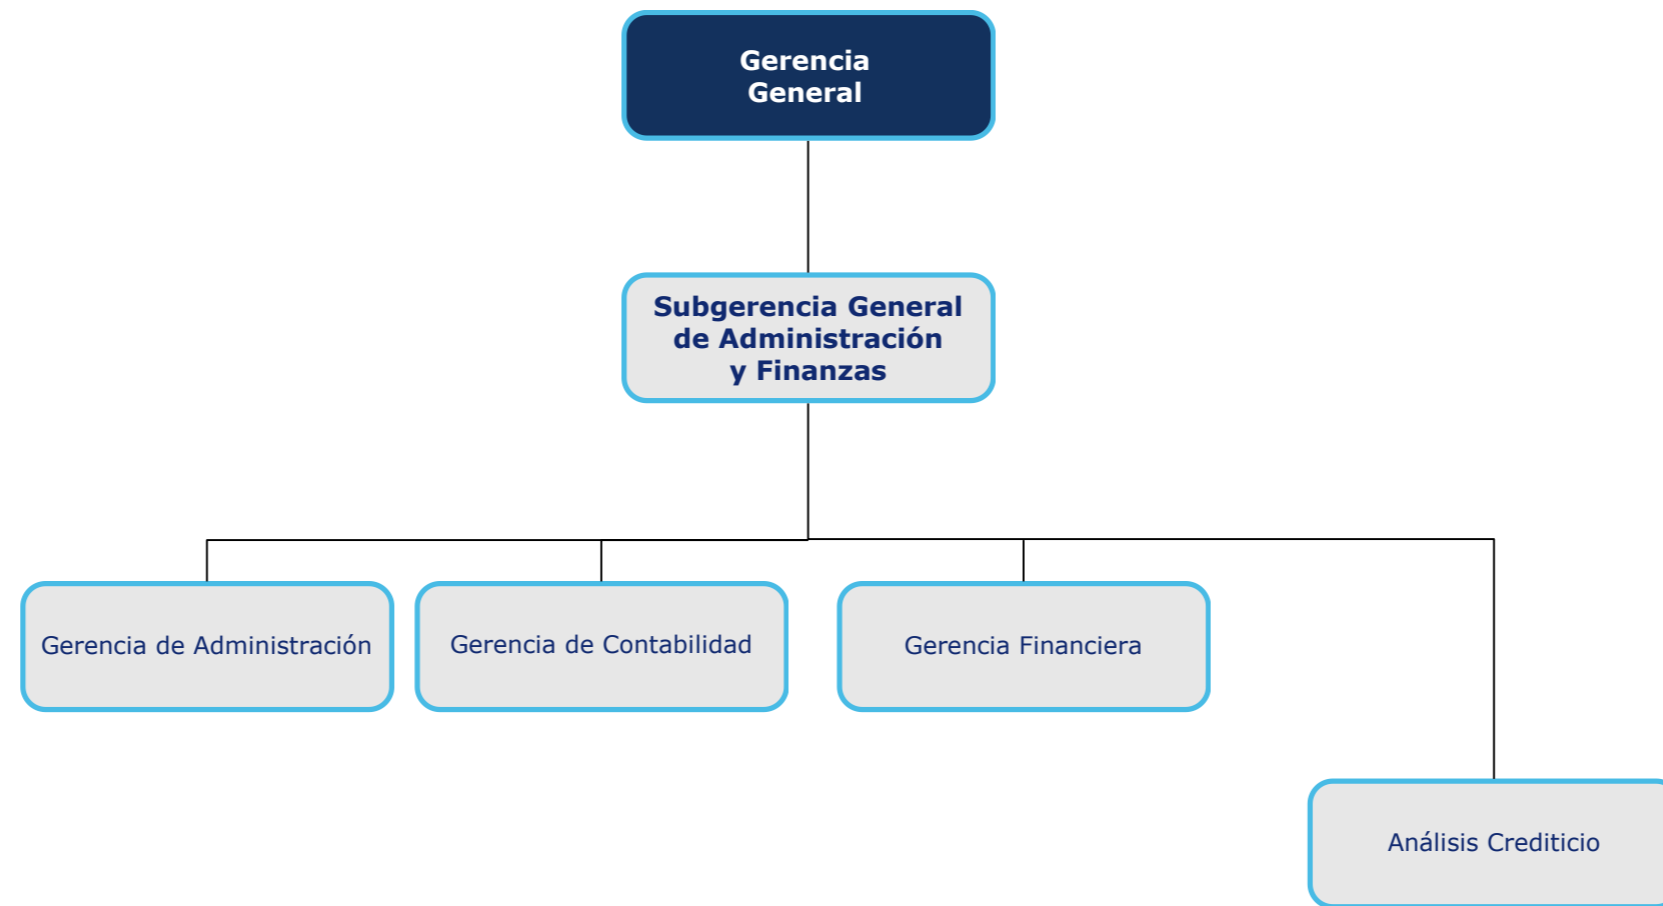 Gerencia
General
Subgerencia General
de Administración
y Finanzas
Gerencia de Administración
Gerencia de Contabilidad
Gerencia Financiera
Análisis Crediticio